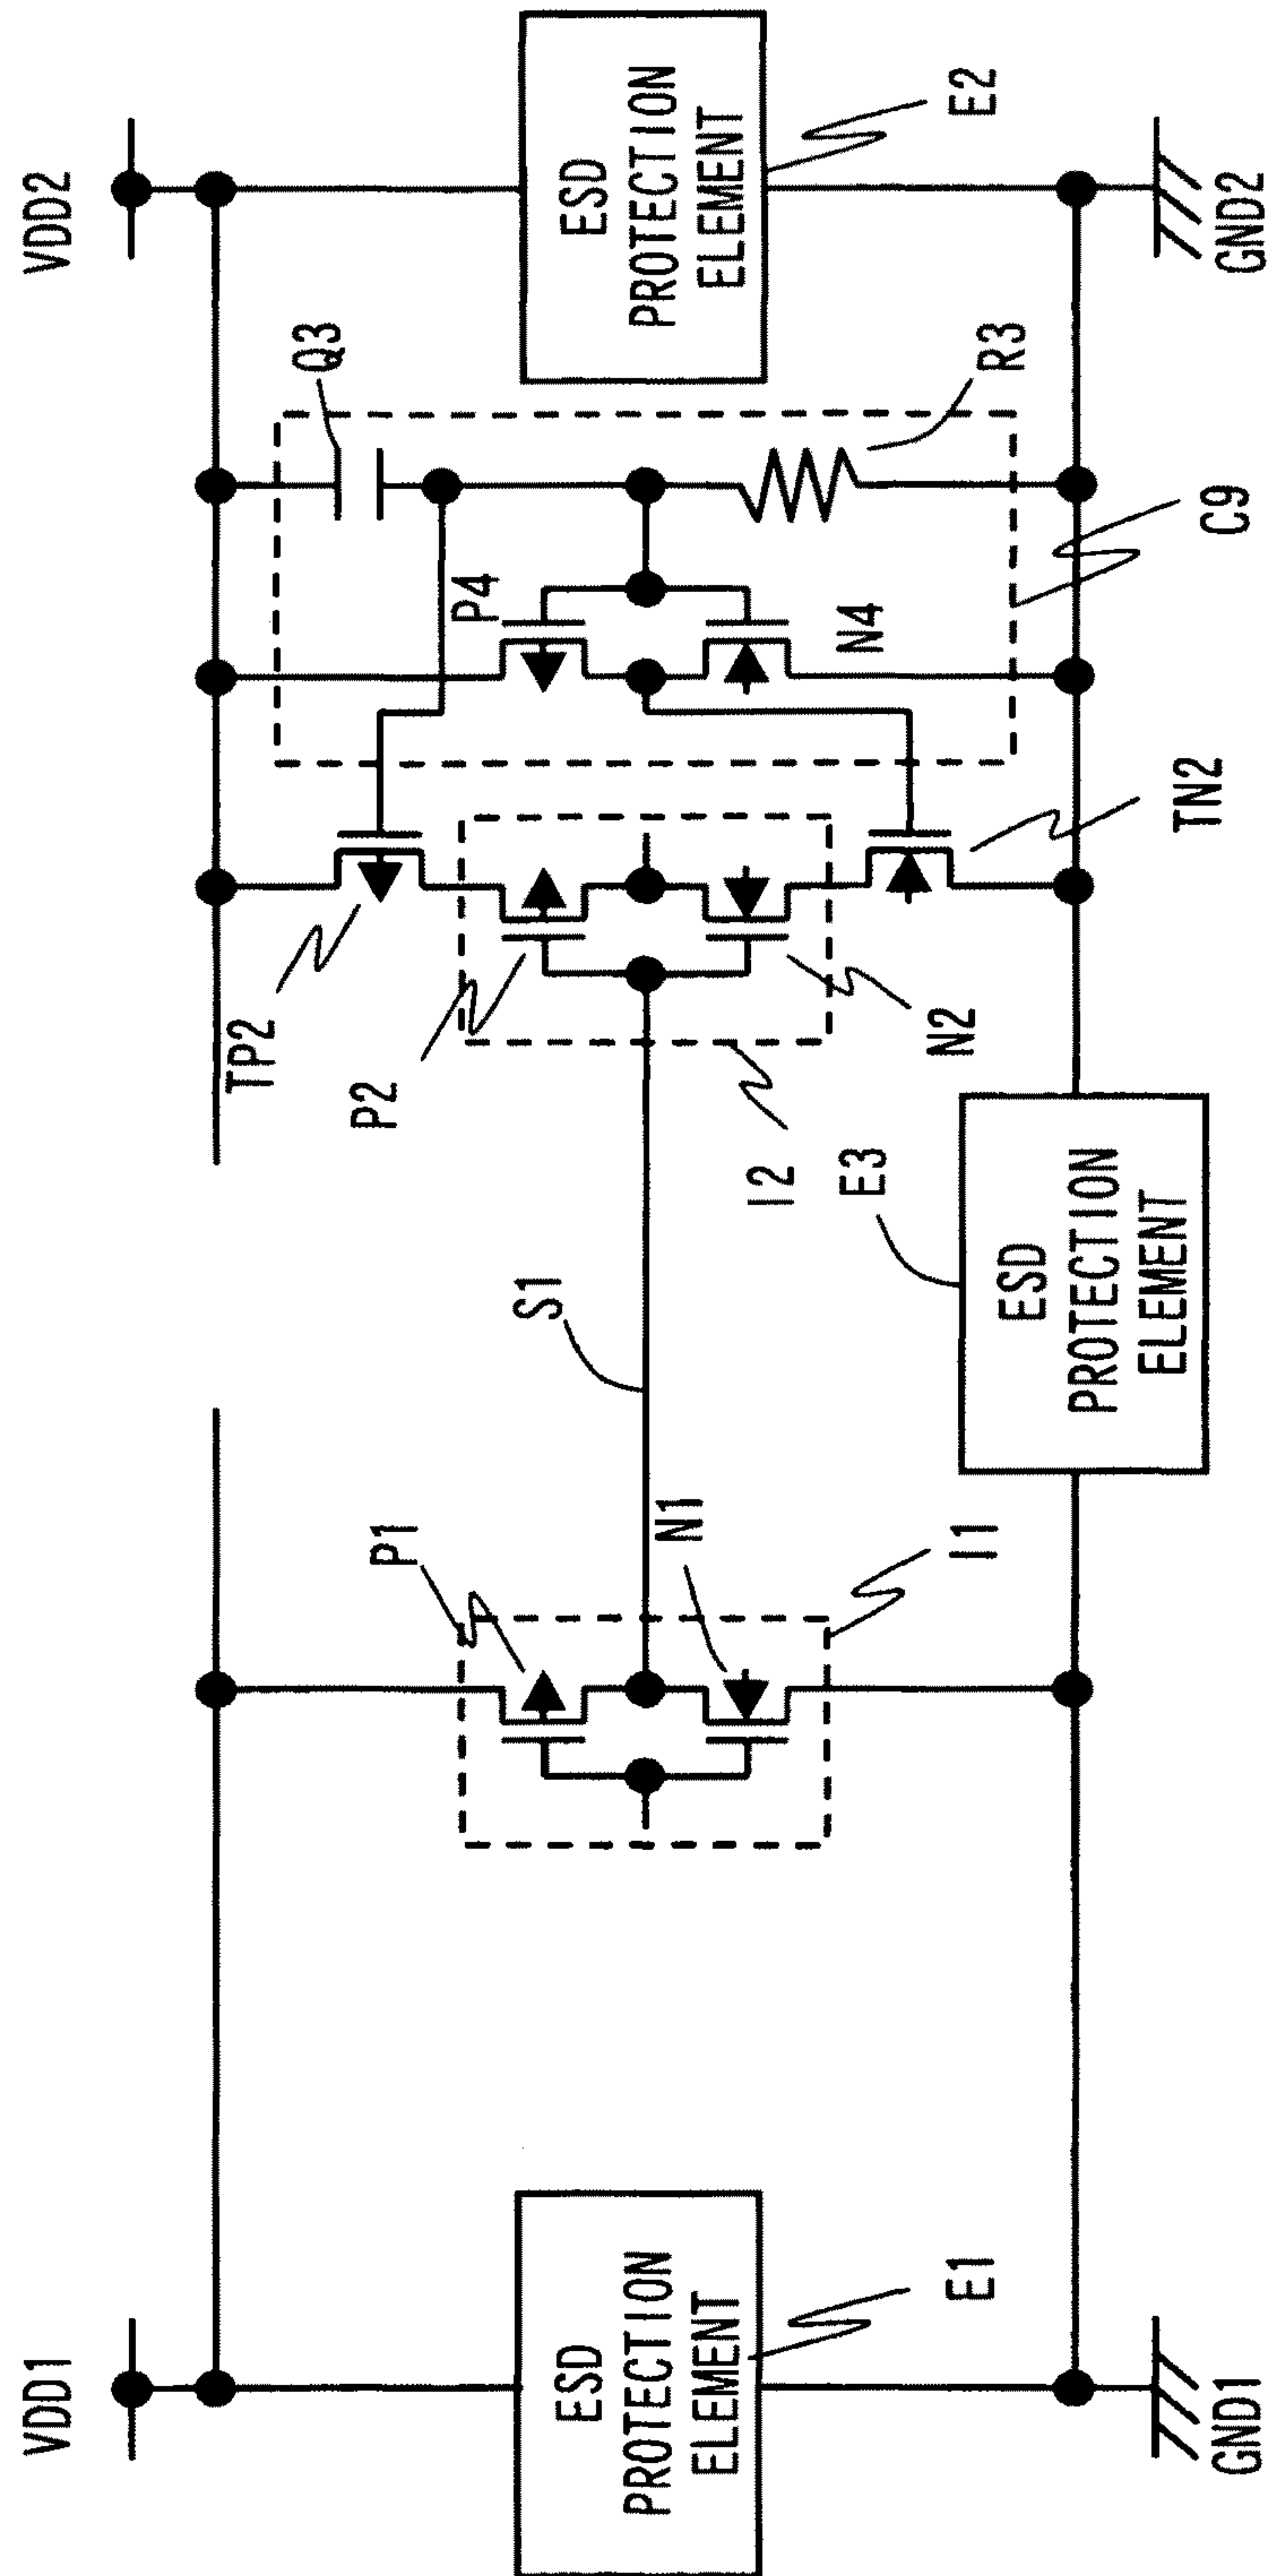 VDD1
VDD2
ESD
PROTECTION
ELEMENT
E1
GND1
P1
N1
I1
S1
ESD
PROTECTION
ELEMENT
E3
TP2
P2
I2
N2
TN2
P4
N4
Q3
R3
C9
ESD
PROTECTION
ELEMENT
E2
GND2